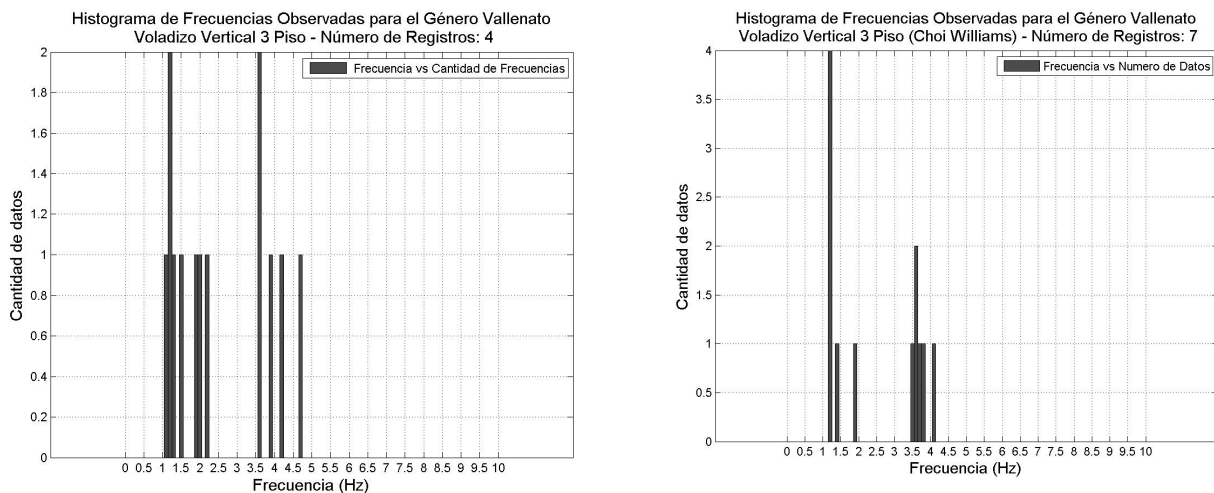 Histograma de Frecuencias Observadas para el Género Vallenato
Voladizo Vertical 3 Piso - Número de Registros: 4
Frecuencia vs Cantidad de Frecuencias
Cantidad de datos
2
1.8
1.6
1.4
1.2
1
0.8
0.6
0.4
0.2
0
0 0.5 1 1.5 2 2.5 3 3.5 4 4.5 5 5.5 6 6.5 7 7.5 8 8.5 9 9.5 10
Frecuencia (Hz)
Histograma de Frecuencias Observadas para el Género Vallenato
Voladizo Vertical 3 Piso (Choi Williams) - Número de Registros: 7
Frecuencia vs Numero de Datos
Cantidad de datos
4
3.5
3
2.5
2
1.5
1
0.5
0
0 0.5 1 1.5 2 2.5 3 3.5 4 4.5 5 5.5 6 6.5 7 7.5 8 8.5 9 9.5 10
Frecuencia (Hz)